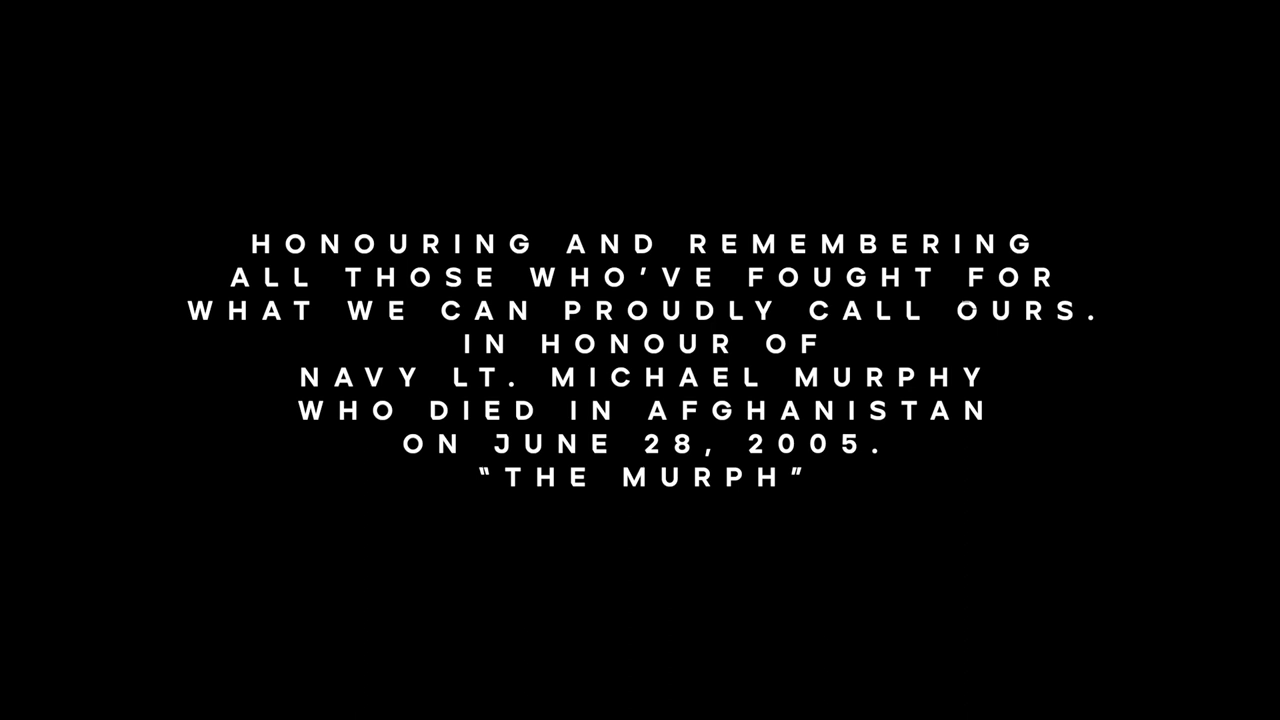 HONOURING AND REMEMBERING
ALL THOSE WHO'VE FOUGHT FOR
WHAT WE CAN PROUDLY CALL OURS.
IN HONOUR OF
NAVY LT. MICHAEL MURPHY
WHO DIED IN AFGHANISTAN
ON JUNE 28, 2005.
“THE MURPH”